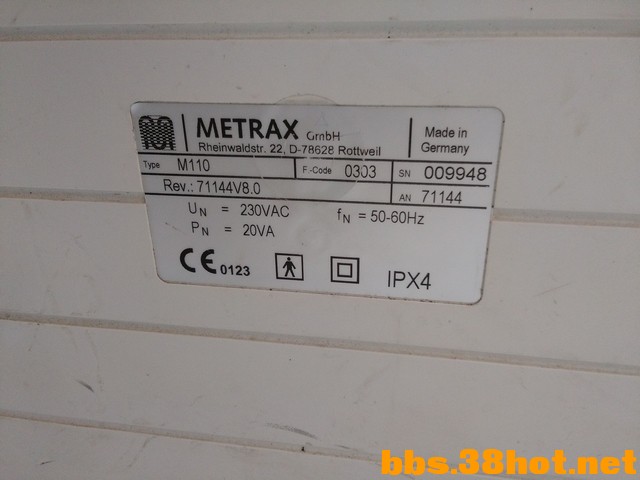 METRAX GmbH
Rheinwaldstr. 22, D-78628 Rottweil
Made in
Germany
Type M110
F.-Code 0303
SN 009948
Rev.: 71144V8.0
AN 71144
UN = 230VAC
fN = 50-60Hz
PN = 20VA
CE 0123
IPX4
bbs.38hot.net